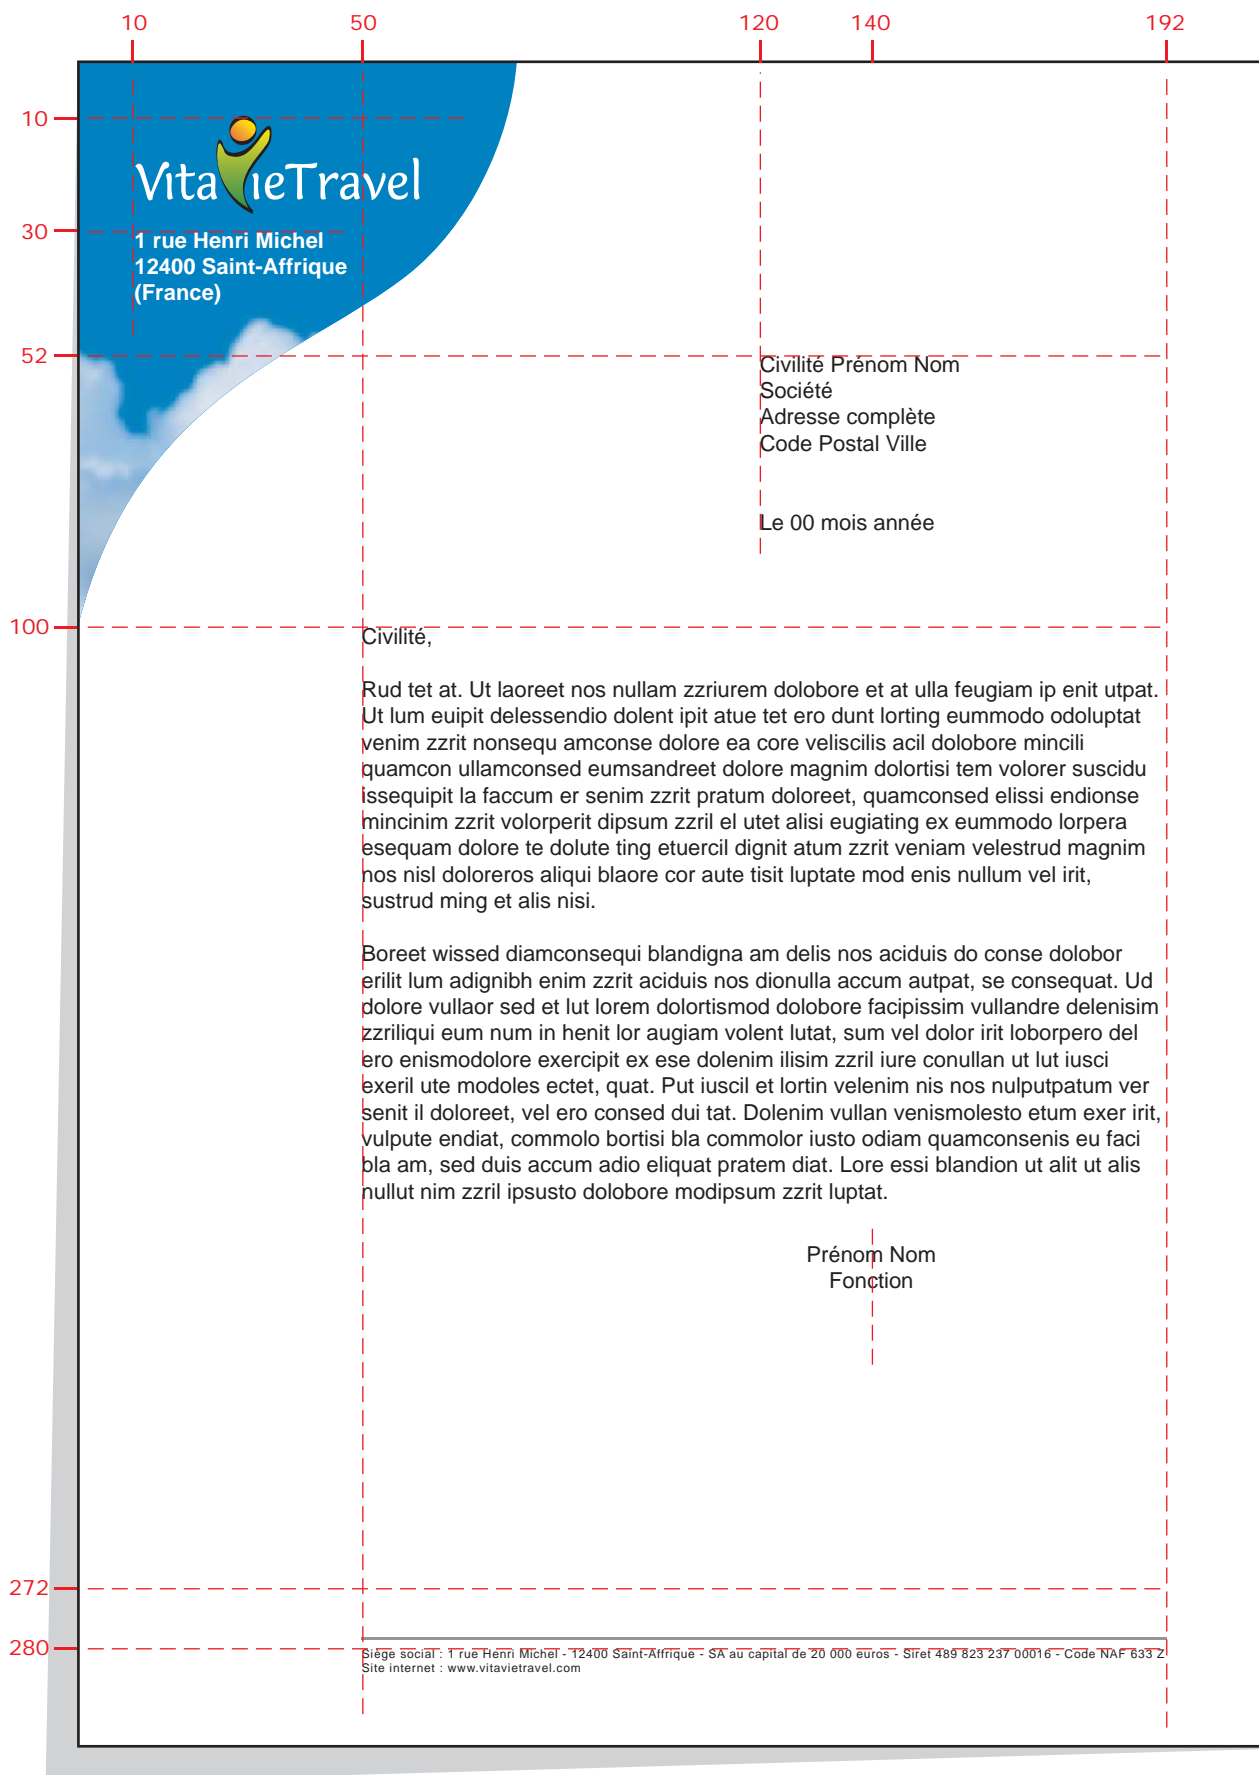 10 50 120 140 192
10
VitaVieTravel
30
1 rue Henri Michel
12400 Saint-Affrique
(France)
52
Civilité Prénom Nom
Société
Adresse complète
Code Postal Ville
Le 00 mois année
100
Civilité,
Rud tet at. Ut laoreet nos nullam zzriurem dolobore et at ulla feugiam ip enit utpat.
Ut lum euipit delessendio dolent ipit atue tet ero dunt lorting eummodo odoluptat
venim zzrit nonsequ amconse dolore ea core veliscilis acil dolobore mincili
quamcon ullamconsed eumsandreet dolore magnim dolortisi tem volorer suscidu
issequipit la faccum er senim zzrit pratum doloreet, quamconsed elissi endionse
mincinim zzrit volorperit dipsum zzril el utet alisi eugiating ex eummodo lorpera
esequam dolore te dolute ting etuercil dignit atum zzrit veniam velestrud magnim
nos nisl doloreros aliqui blaore cor aute tisit luptate mod enis nullum vel irit,
sustrud ming et alis nisi.
Boreet wissed diamconsequi blandigna am delis nos aciduis do conse dolobor
erilit lum adignibh enim zzrit aciduis nos dionulla accum autpat, se consequat. Ud
dolore vullaor sed et lut lorem dolortismod dolobore facipissim vullandre delenisim
zzriliqui eum num in henit lor augiam volent lutat, sum vel dolor irit loborpero del
ero enismodolore exercipit ex ese dolenim ilisim zzril iure conullan ut lut iusci
exeril ute modoles ectet, quat. Put iuscil et lortin velenim nis nos nulputpatum ver
senit il doloreet, vel ero consed dui tat. Dolenim vullan venismolesto etum exer irit,
vulpute endiat, commolo bortisi bla commolor iusto odiam quamconsenis eu faci
bla am, sed duis accum adio eliquat pratem diat. Lore essi blandion ut alit ut alis
nullut nim zzril ipsusto dolobore modipsum zzrit luptat.
Prénom Nom
Fonction
272
280
Siège social : 1 rue Henri Michel - 12400 Saint-Affrique - SA au capital de 20 000 euros - Siret 489 823 237 00016 - Code NAF 633 Z
Site internet : www.vitavietravel.com